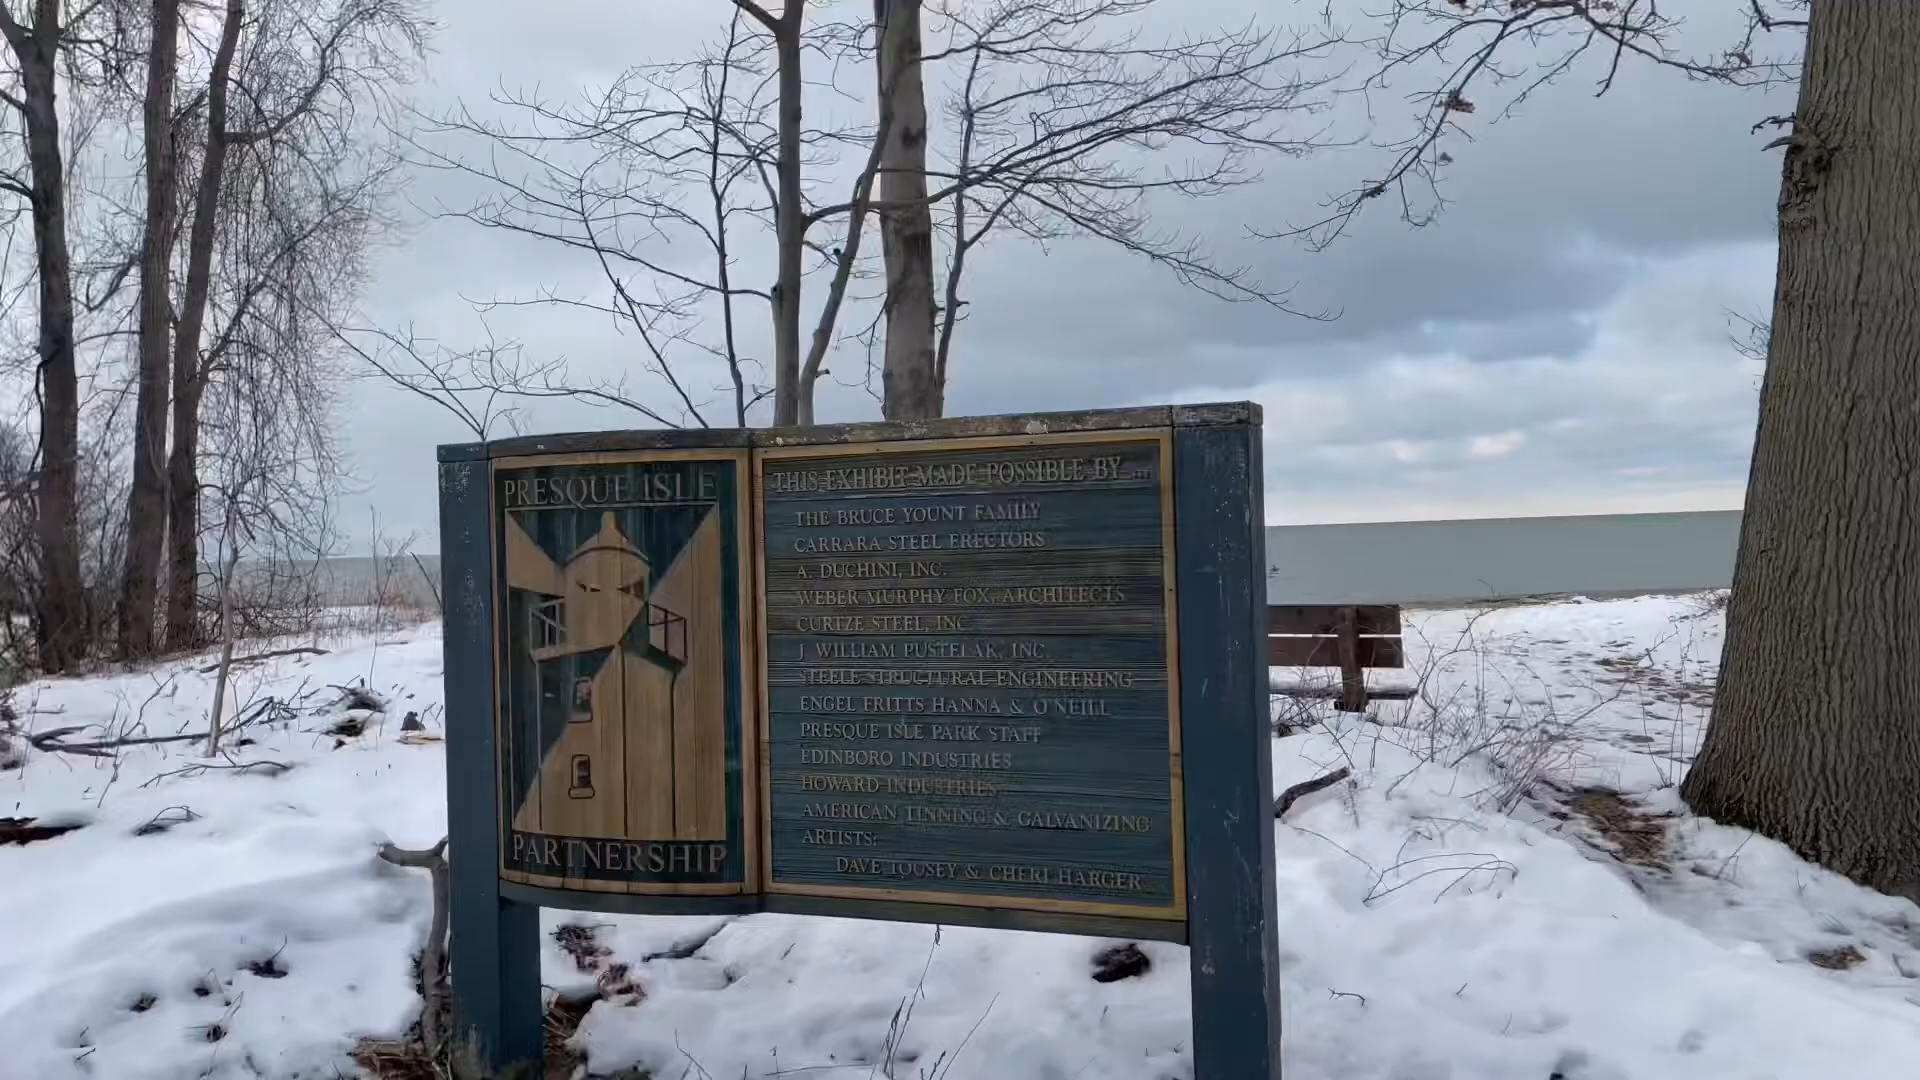 PRESQUE ISLE
PARTNERSHIP
THIS EXHIBIT MADE POSSIBLE BY ...
THE BRUCE YOUNT FAMILY
CARRARA STEEL ERECTORS
A. DUCHINI, INC.
WEBER MURPHY FOX, ARCHITECTS
CURTZE STEEL, INC.
J. WILLIAM PUSTELAK, INC.
STEELE STRUCTURAL ENGINEERING
ENGEL FRITTS HANNA & O'NEILL
PRESQUE ISLE PARK STAFF
EDINBORO INDUSTRIES
HOWARD INDUSTRIES
AMERICAN TINNING & GALVANIZING
ARTISTS:
DAVE TOUSEY & CHERI HARGER